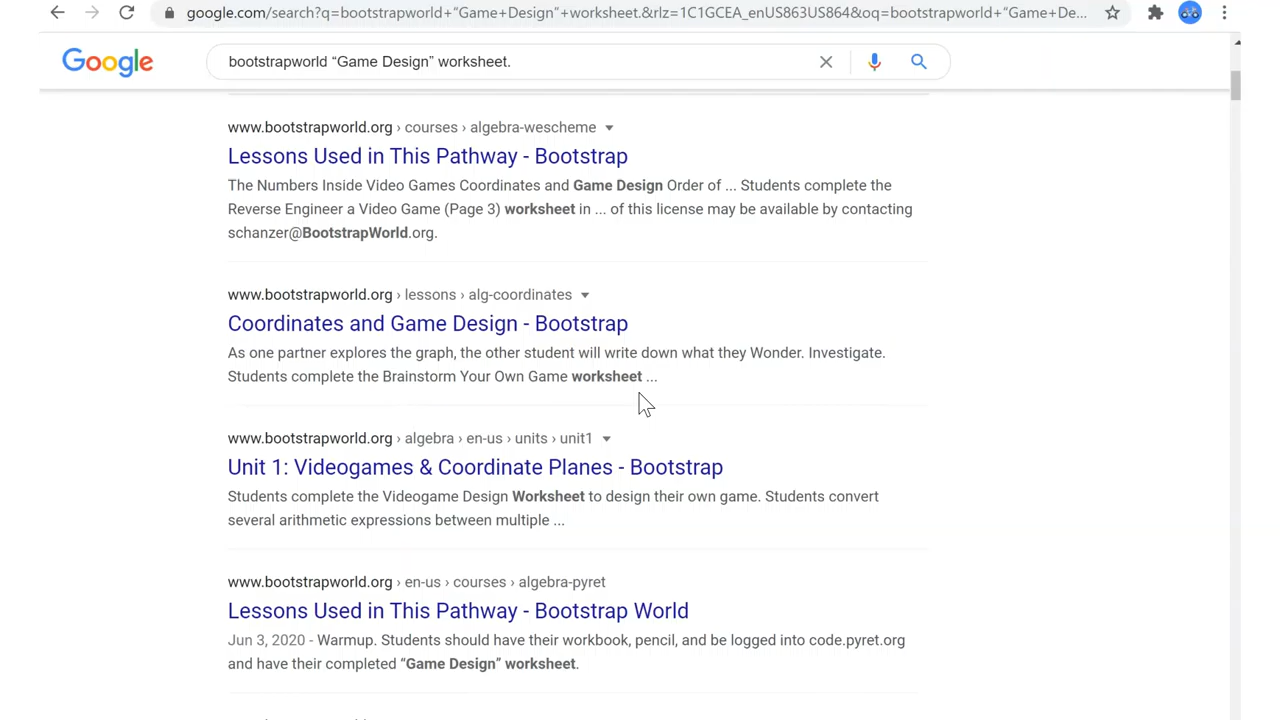 google.com/search?q=bootstrapworld+“Game+Design”+worksheet.&rlz=1C1GCEA_enUS863US864&oq=bootstrapworld+“Game+De...
Google
bootstrapworld “Game Design” worksheet.
www.bootstrapworld.org › courses › algebra-wescheme
Lessons Used in This Pathway - Bootstrap
The Numbers Inside Video Games Coordinates and Game Design Order of ... Students complete the
Reverse Engineer a Video Game (Page 3) worksheet in ... of this license may be available by contacting
schanzer@BootstrapWorld.org.
www.bootstrapworld.org › lessons › alg-coordinates
Coordinates and Game Design - Bootstrap
As one partner explores the graph, the other student will write down what they Wonder. Investigate.
Students complete the Brainstorm Your Own Game worksheet ...
www.bootstrapworld.org › algebra › en-us › units › unit1
Unit 1: Videogames & Coordinate Planes - Bootstrap
Students complete the Videogame Design Worksheet to design their own game. Students convert
several arithmetic expressions between multiple ...
www.bootstrapworld.org › en-us › courses › algebra-pyret
Lessons Used in This Pathway - Bootstrap World
Jun 3, 2020 - Warmup. Students should have their workbook, pencil, and be logged into code.pyret.org
and have their completed “Game Design” worksheet.